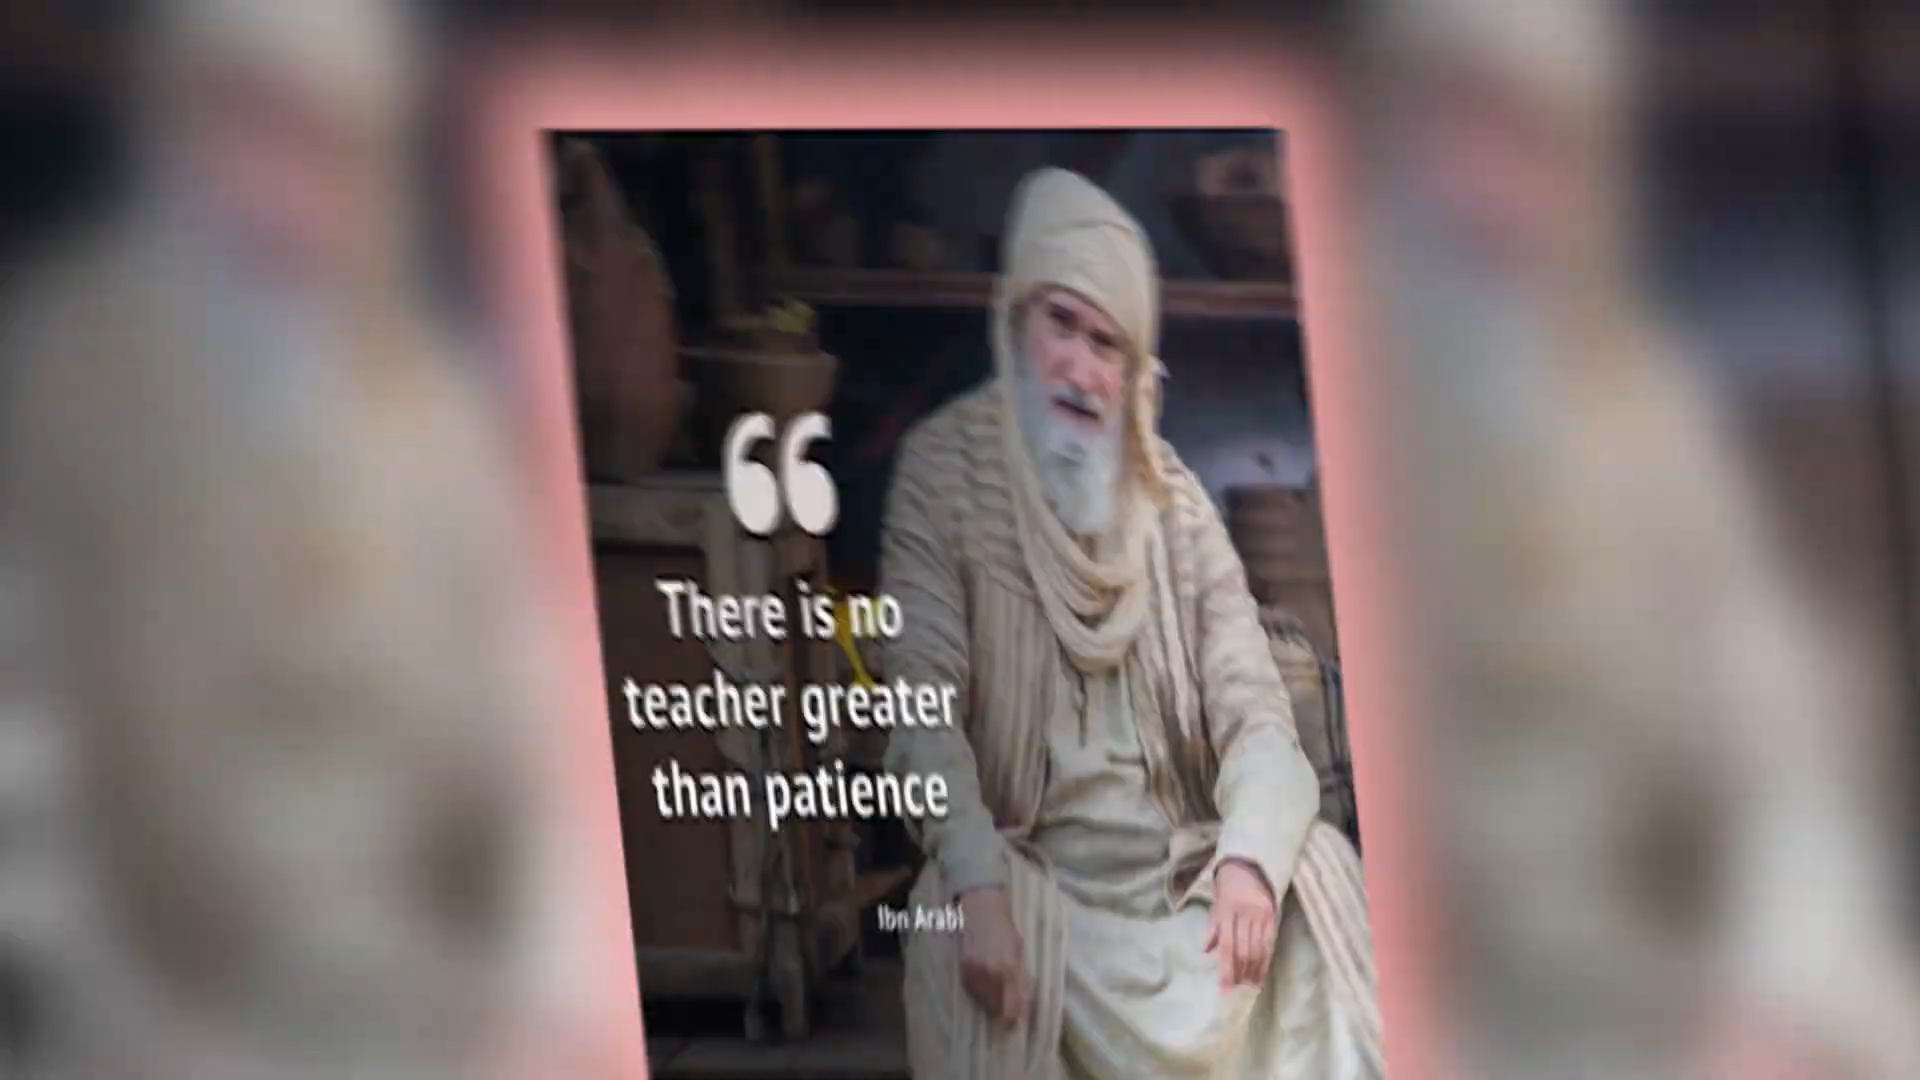 “
There is no
teacher greater
than patience
Ibn Arabi